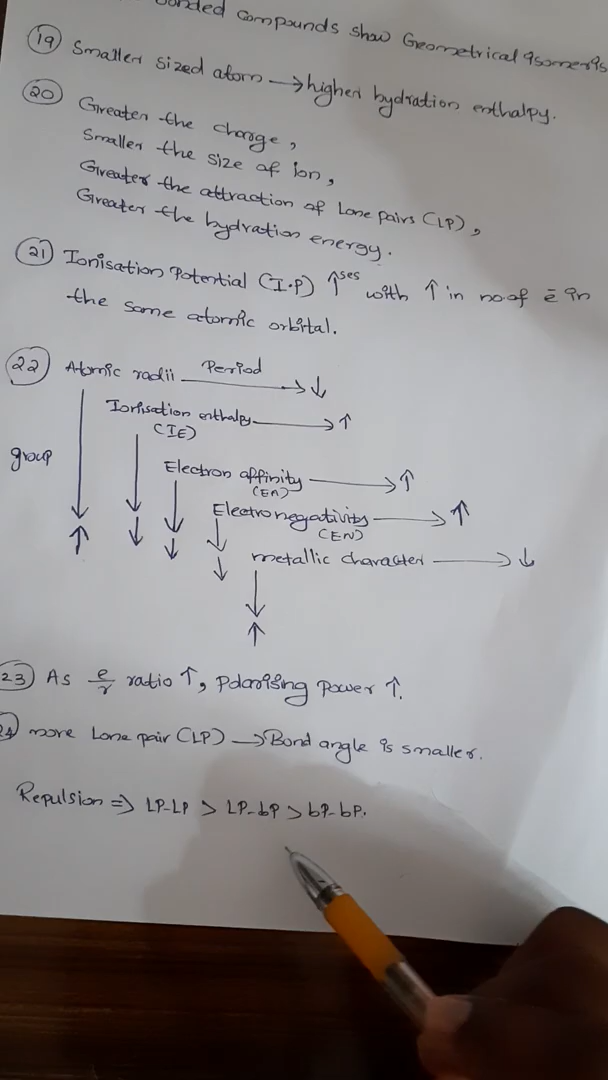 bonded compounds show Geometrical isomeris
19 Smaller sized atom → higher hydration enthalpy.
20 Greater the charge,
Smaller the size of ion,
Greater the attraction of Lone pairs (LP),
Greater the hydration energy.
21 Ionisation Potential (I.P) ↑ses with ↑ in no of ē in
the same atomic orbital.
22 Atomic radii Period → ↓
Ionisation enthalpy → ↑
(IE)
group
Electron affinity → ↑
(EA)
Electronegativity → ↑
(EN)
↑ ↓ ↓ ↓
metallic character → ↓
↑
23 As e/r ratio ↑, Polarising Power ↑.
24 more Lone pair (LP) → Bond angle is smaller.
Repulsion ⇒ LP-LP > LP-bP > bP-bP.